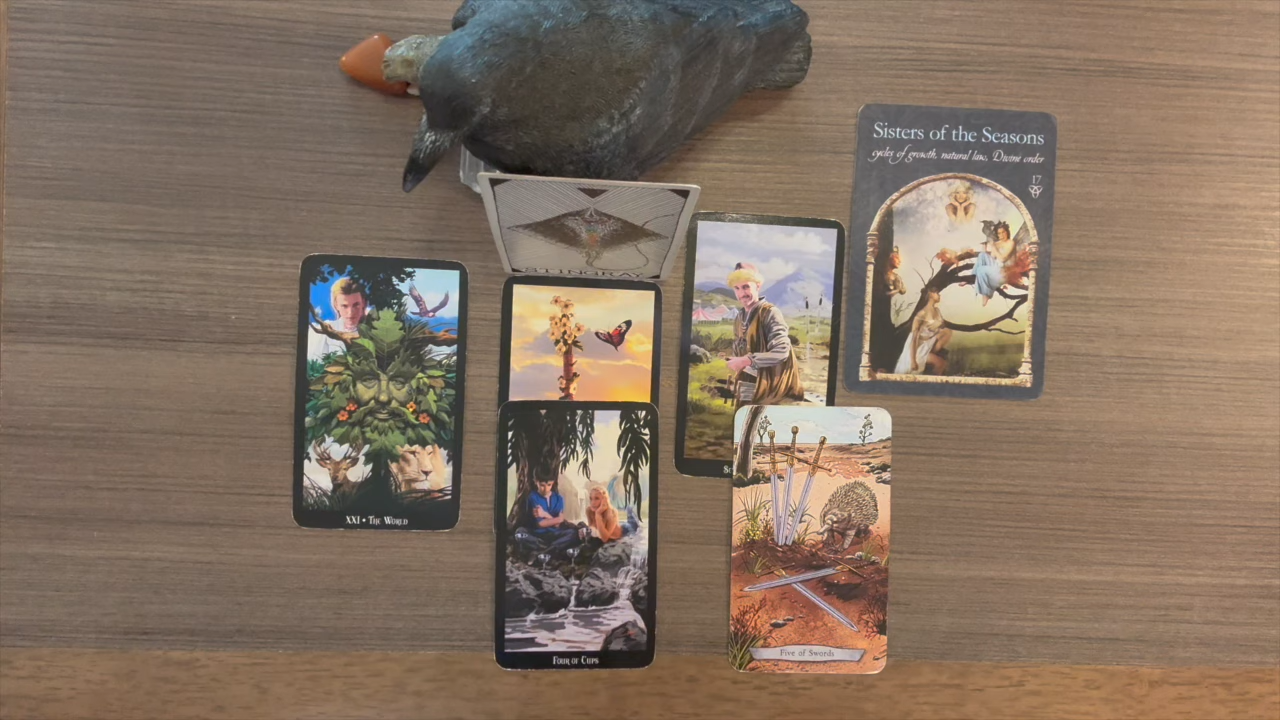 Sisters of the Seasons
cycles of growth, natural law, Divine order
17
STINGRAY
XXI • The World
Four of Cups
Five of Swords